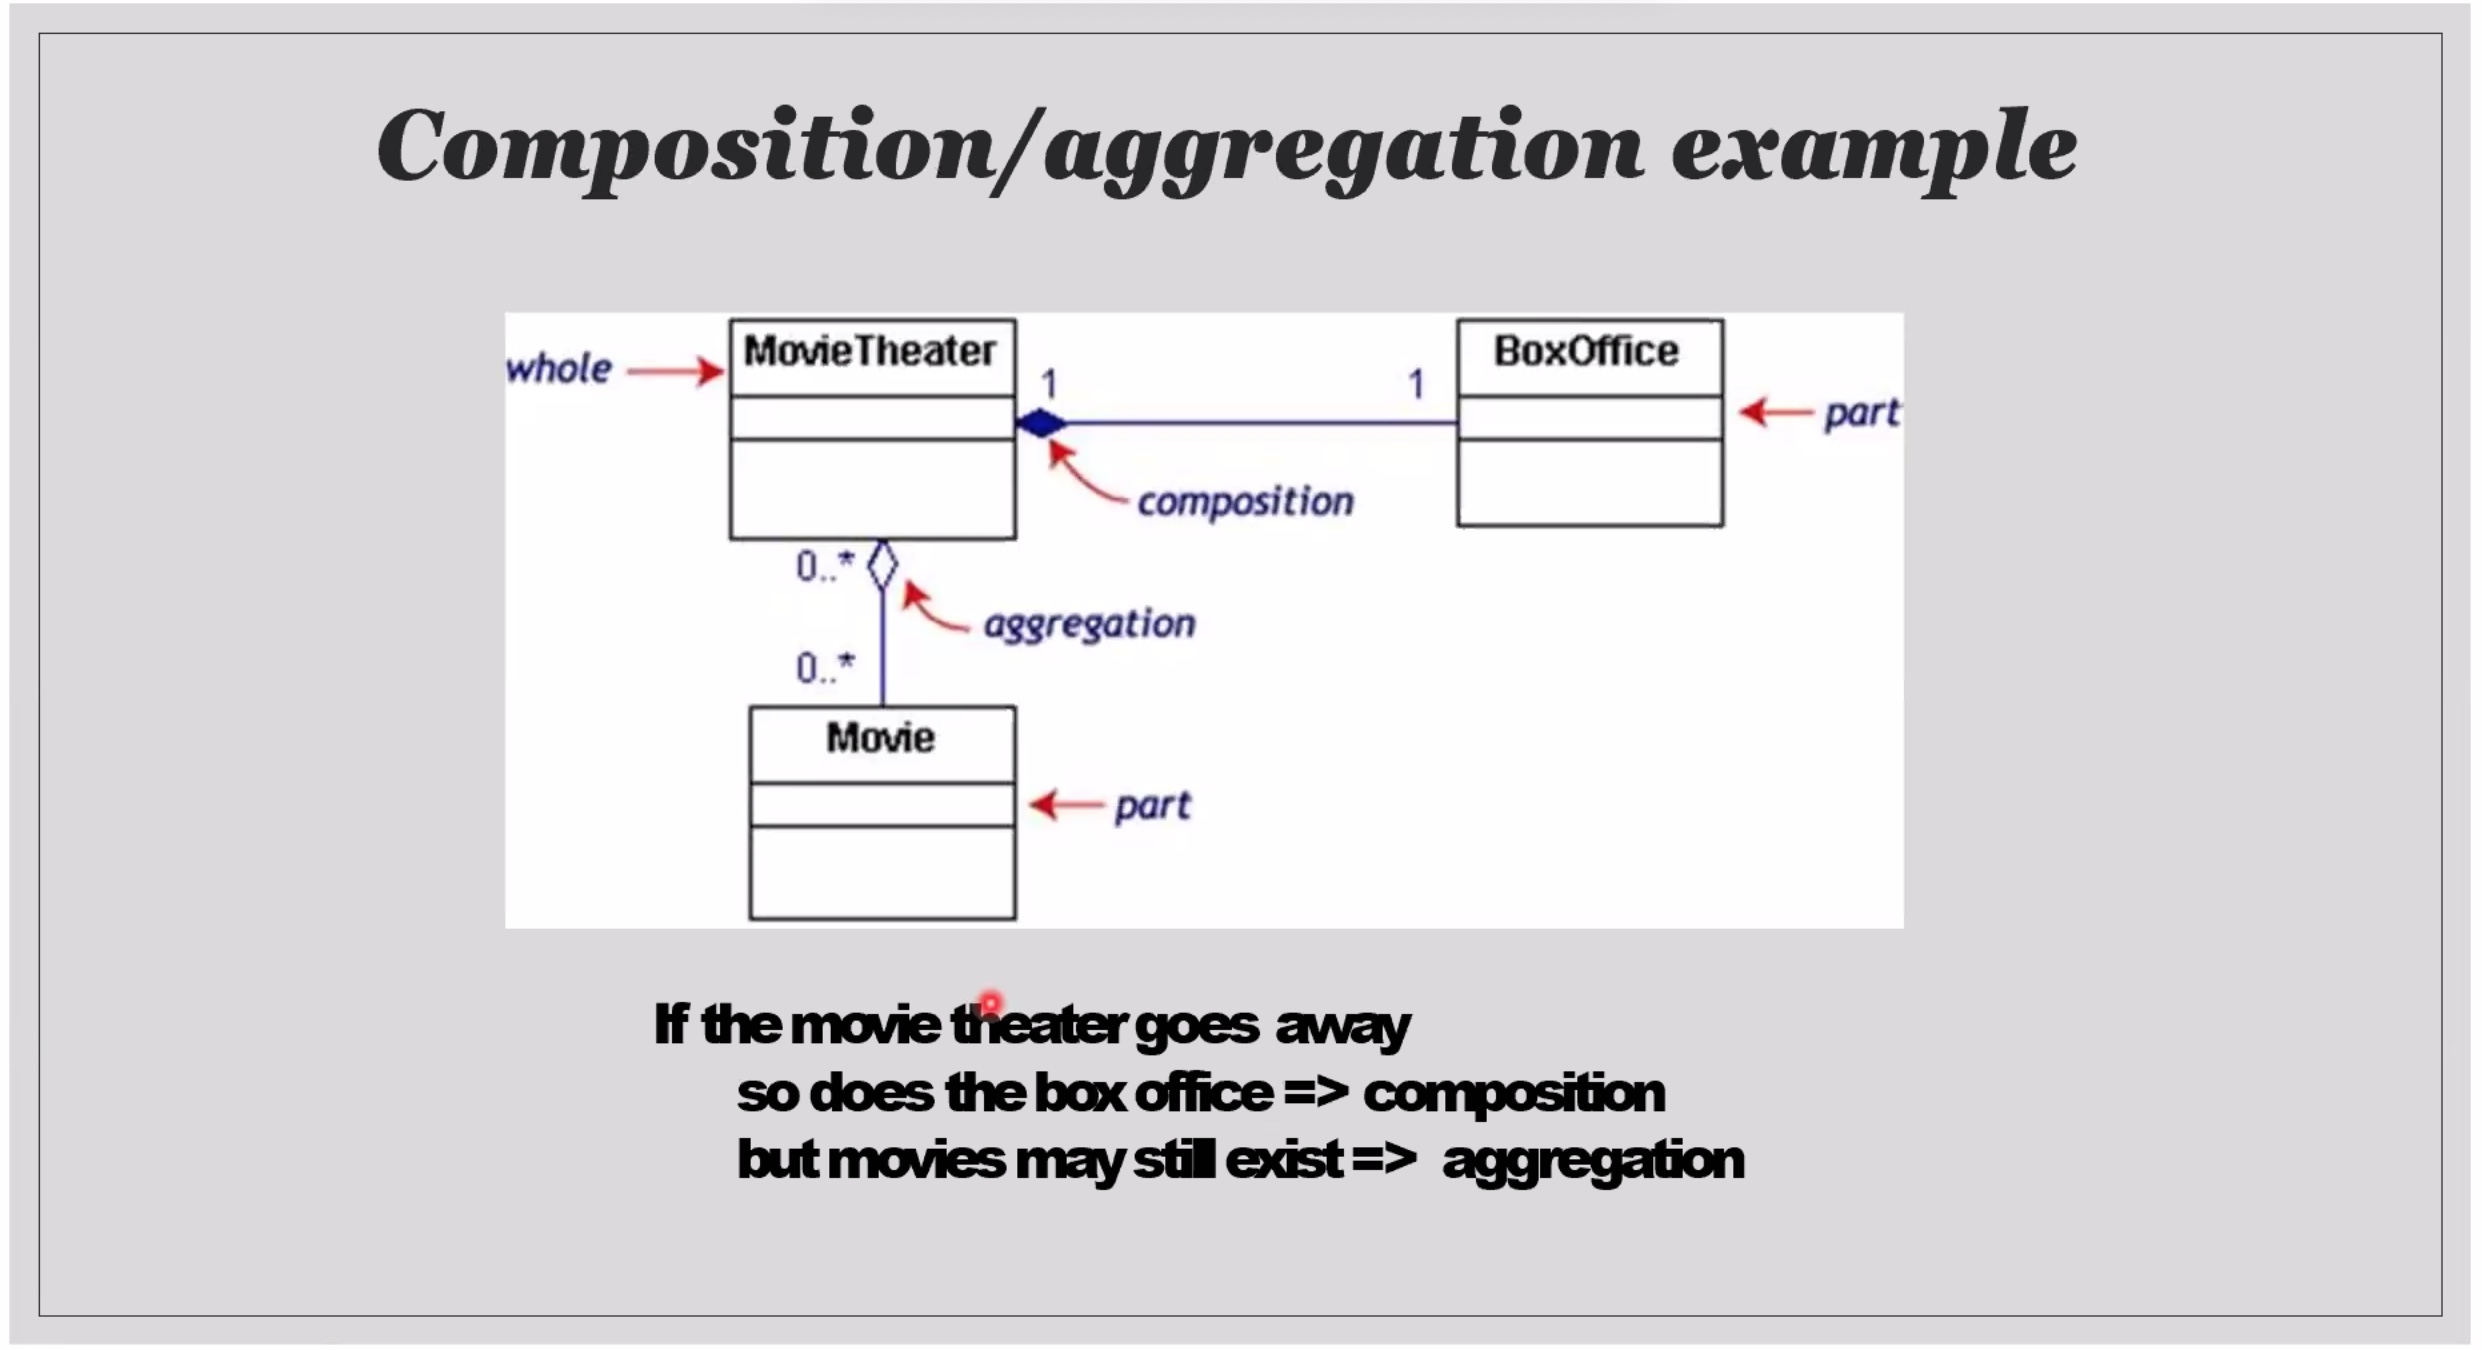 Composition/aggregation example
whole
MovieTheater
1
1
BoxOffice
part
composition
0..*
aggregation
0..*
Movie
part
If the movie theater goes away
so does the box office => composition
but movies may still exist => aggregation